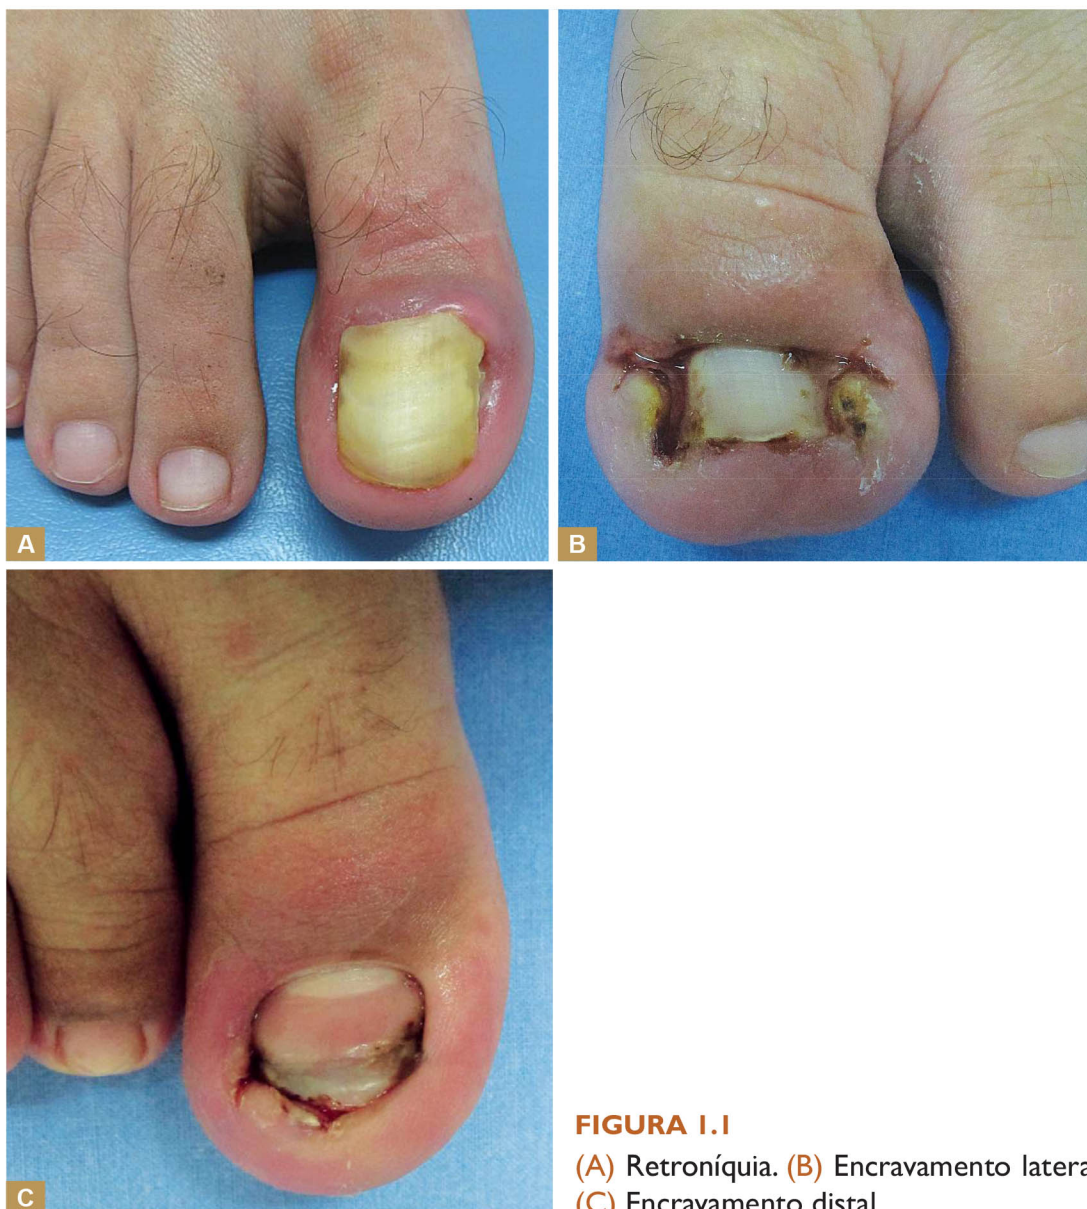 A
B
C
FIGURA 1.1
(A) Retroníquia. (B) Encravamento latera
(C) Encravamento distal